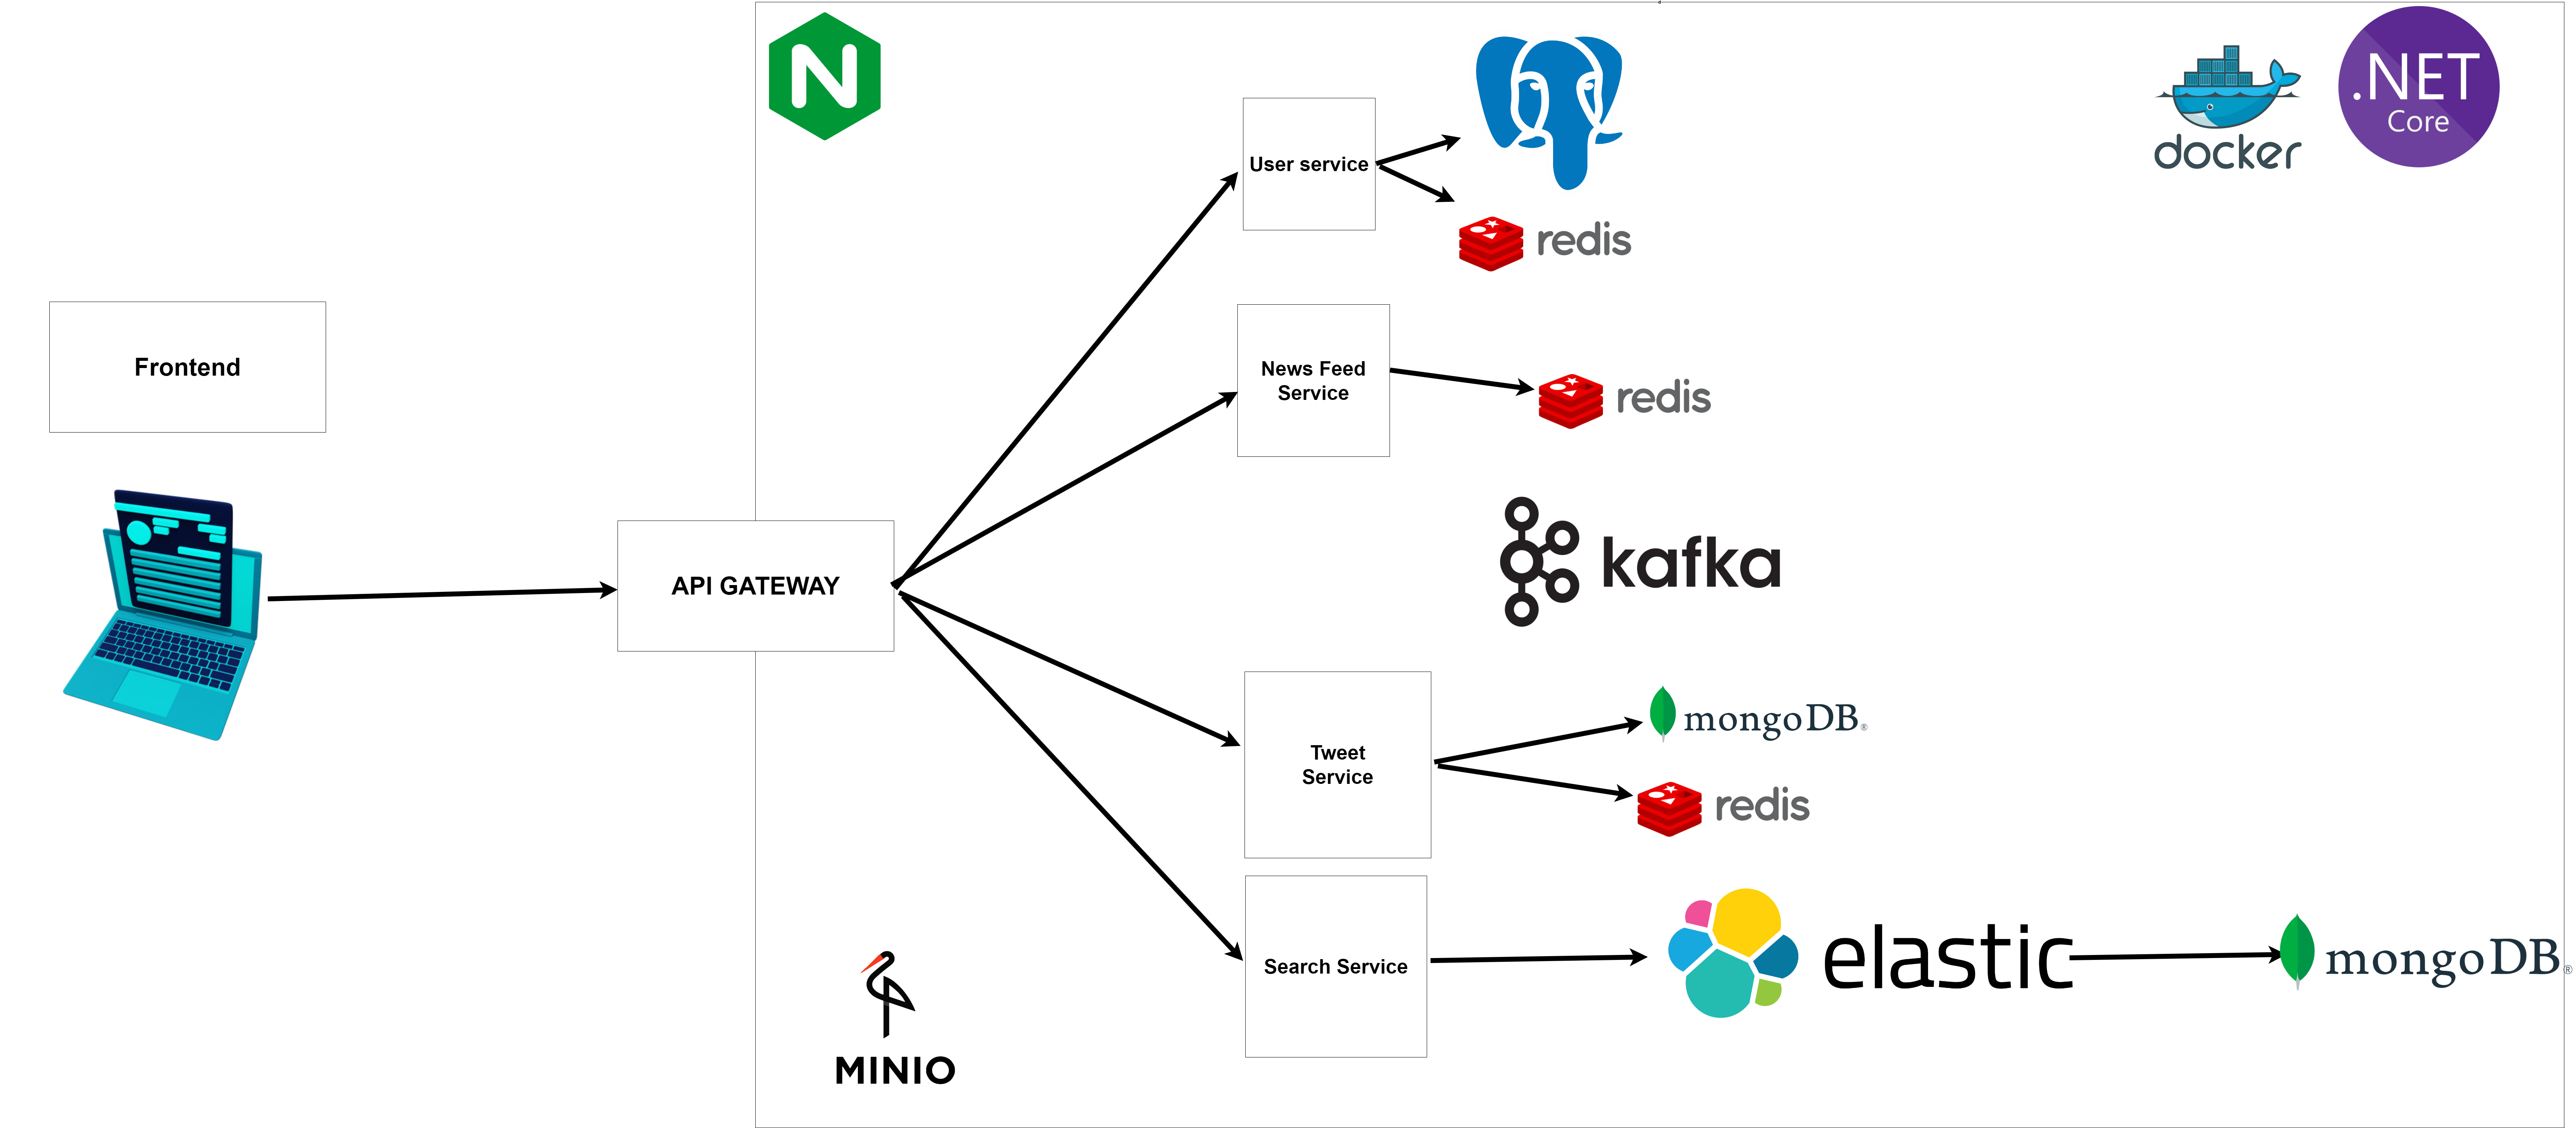 N
docker
.NET
Core
User service
redis
Frontend
News Feed
Service
redis
kafka
API GATEWAY
Tweet
Service
mongoDB®
redis
Search Service
elastic
mongoDB®
MINIO